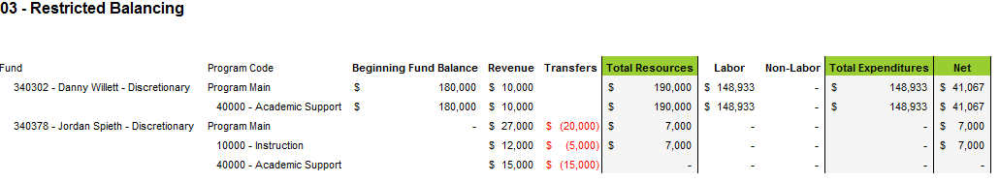 03 - Restricted Balancing
Fund Program Code Beginning Fund Balance Revenue Transfers Total Resources Labor Non-Labor Total Expenditures Net
340302 - Danny Willett - Discretionary Program Main $ 180,000 $ 10,000 $ 190,000 $ 148,933 - $ 148,933 $ 41,067
40000 - Academic Support $ 180,000 $ 10,000 $ 190,000 $ 148,933 - $ 148,933 $ 41,067
340378 - Jordan Spieth - Discretionary Program Main - $ 27,000 $ (20,000) $ 7,000 - - - $ 7,000
10000 - Instruction $ 12,000 $ (5,000) $ 7,000 - - - $ 7,000
40000 - Academic Support $ 15,000 $ (15,000) - - - - -